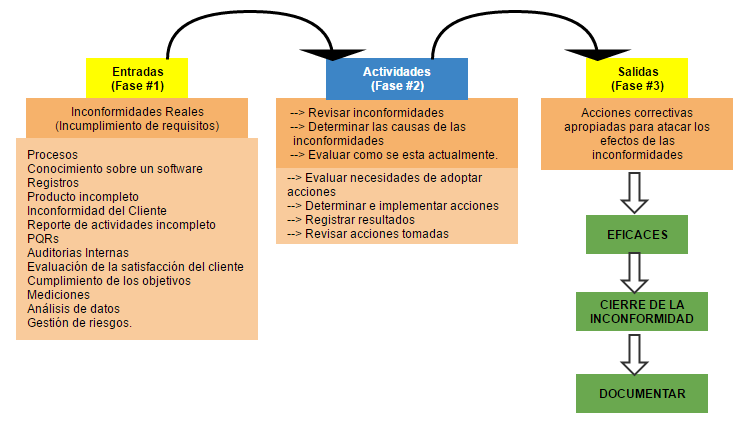 Entradas
(Fase #1)
Inconformidades Reales
(Incumplimiento de requisitos)
Procesos
Conocimiento sobre un software
Registros
Producto incompleto
Inconformidad del Cliente
Reporte de actividades incompleto
PQRs
Auditorias Internas
Evaluación de la satisfacción del cliente
Cumplimiento de los objetivos
Mediciones
Análisis de datos
Gestión de riesgos.
Actividades
(Fase #2)
--> Revisar inconformidades
--> Determinar las causas de las
inconformidades
--> Evaluar como se esta actualmente.
--> Evaluar necesidades de adoptar
acciones
--> Determinar e implementar acciones
--> Registrar resultados
--> Revisar acciones tomadas
Salidas
(Fase #3)
Acciones correctivas
apropiadas para atacar los
efectos de las
inconformidades
EFICACES
CIERRE DE LA
INCONFORMIDAD
DOCUMENTAR